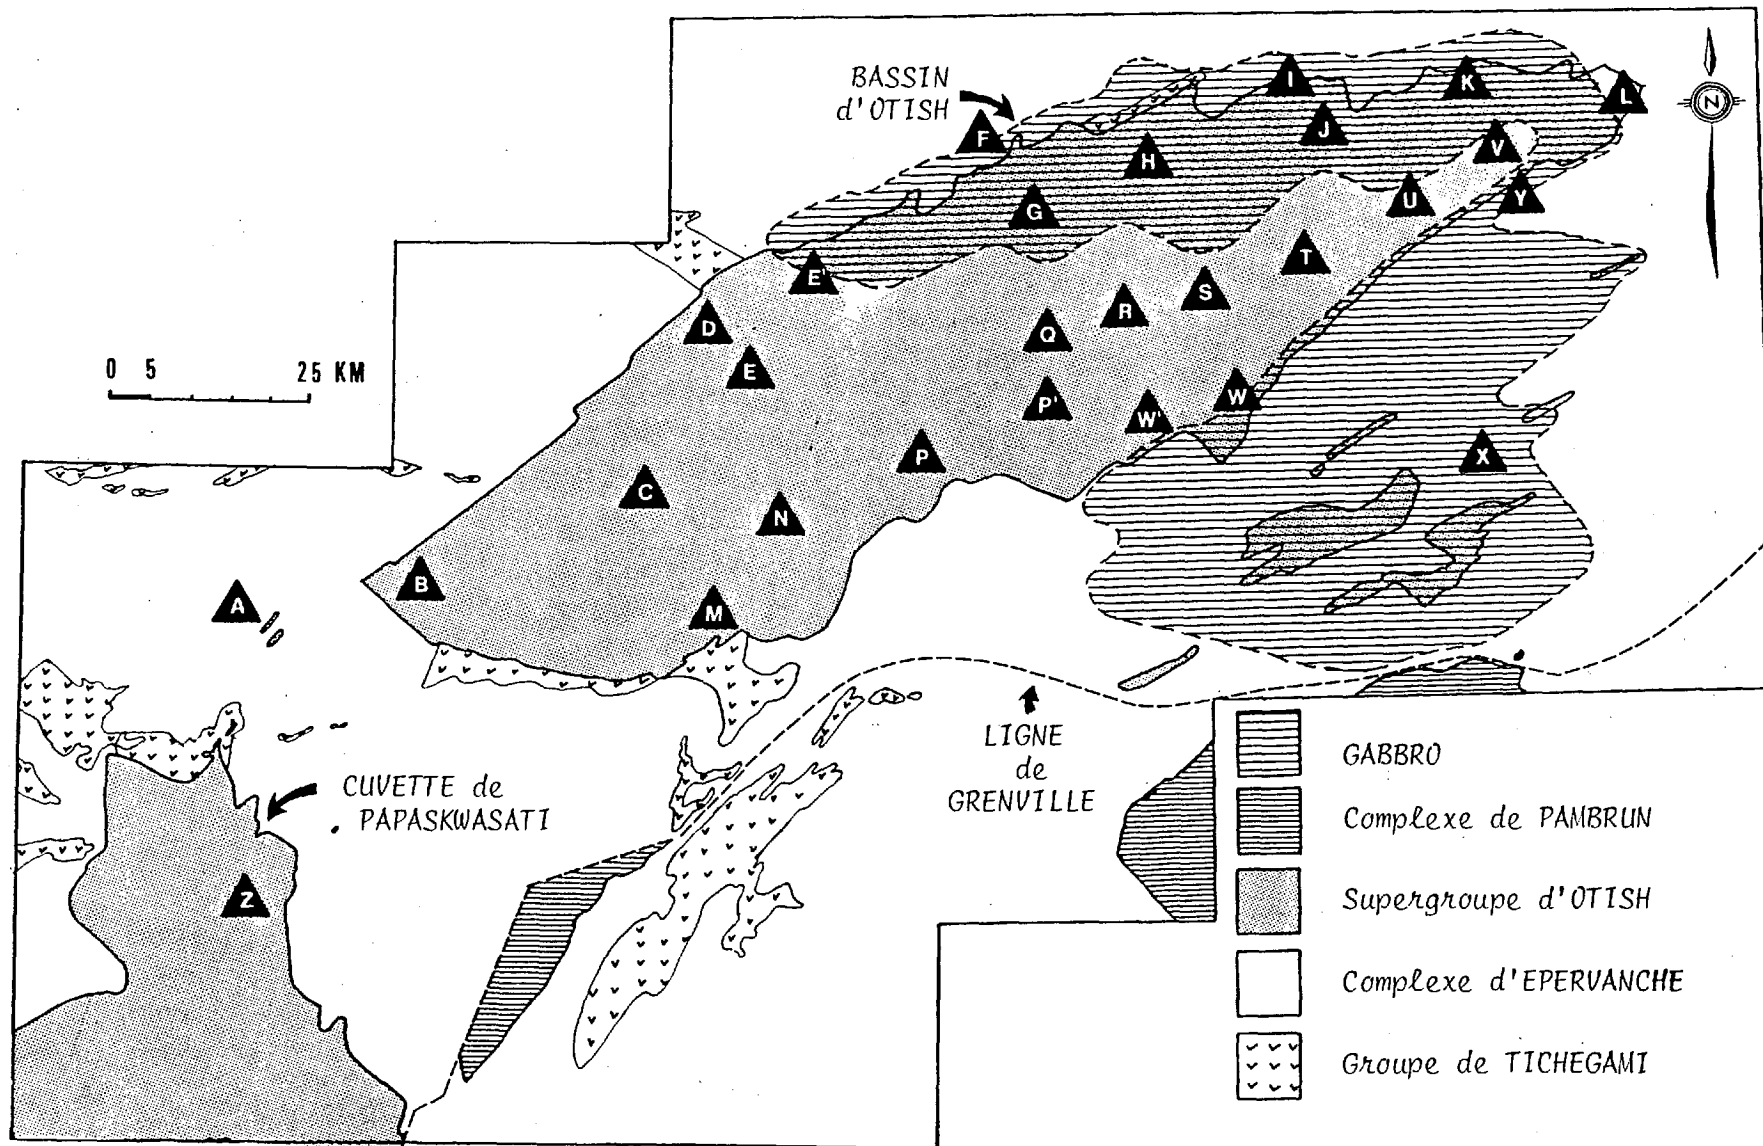 BASSIN
d'OTISH
N
I
K
L
F
J
V
H
U
Y
G
T
E'
S
R
D
Q
E
0 5 25 KM
W
P'
W'
P
X
C
N
B
A
M
LIGNE
de
GRENVILLE
CUVETTE de
PAPASKWASATI
Z
GABBRO
Complexe de PAMBRUN
Supergroupe d'OTISH
Complexe d'EPERVANCHE
Groupe de TICHEGAMI